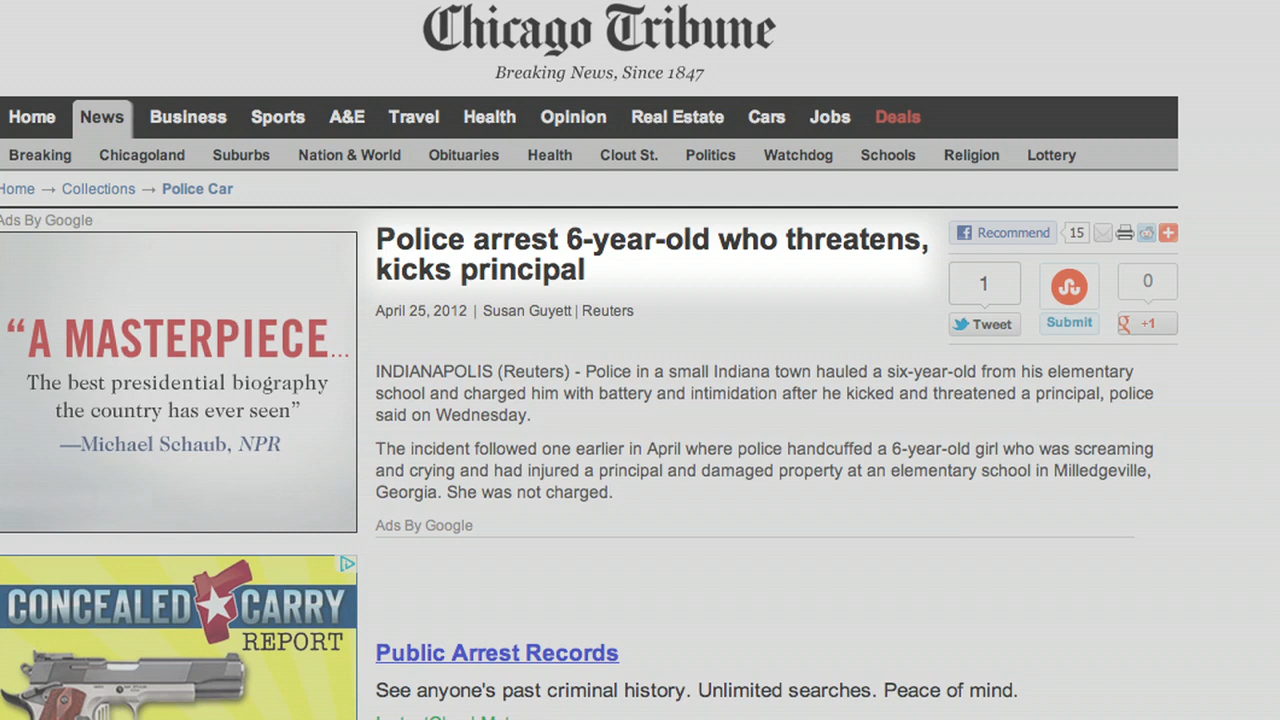 Chicago Tribune
Breaking News, Since 1847
Home News Business Sports A&E Travel Health Opinion Real Estate Cars Jobs Deals
Breaking Chicagoland Suburbs Nation & World Obituaries Health Clout St. Politics Watchdog Schools Religion Lottery
Home → Collections → Police Car
Ads By Google
"A MASTERPIECE...
The best presidential biography
the country has ever seen"
—Michael Schaub, NPR
CONCEALED CARRY
REPORT
Police arrest 6-year-old who threatens,
kicks principal
April 25, 2012 | Susan Guyett | Reuters
Recommend 15
1 0
Tweet Submit +1
INDIANAPOLIS (Reuters) - Police in a small Indiana town hauled a six-year-old from his elementary
school and charged him with battery and intimidation after he kicked and threatened a principal, police
said on Wednesday.
The incident followed one earlier in April where police handcuffed a 6-year-old girl who was screaming
and crying and had injured a principal and damaged property at an elementary school in Milledgeville,
Georgia. She was not charged.
Ads By Google
Public Arrest Records
See anyone's past criminal history. Unlimited searches. Peace of mind.